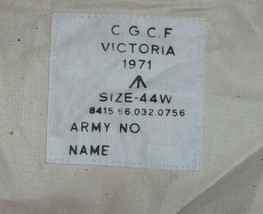 C.G.C.F
VICTORIA
1971
SIZE-44W
8415.66.032.0756
ARMY NO.
NAME